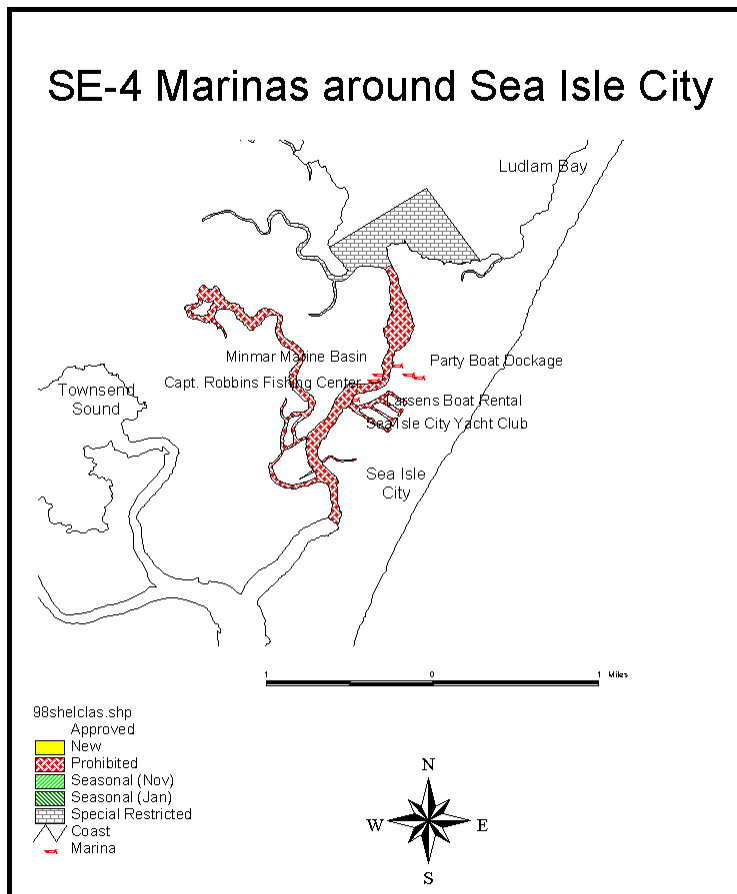 SE-4 Marinas around Sea Isle City
Ludlam Bay
Minmar Marine Basin
Party Boat Dockage
Capt. Robbins Fishing Center
Townsend
Sound
Larsens Boat Rental
Sea Isle City Yacht Club
Sea Isle
City
1 0 1 Miles
98shelclas.shp
Approved
New
Prohibited
Seasonal (Nov)
Seasonal (Jan)
Special Restricted
Coast
Marina
N
W E
S